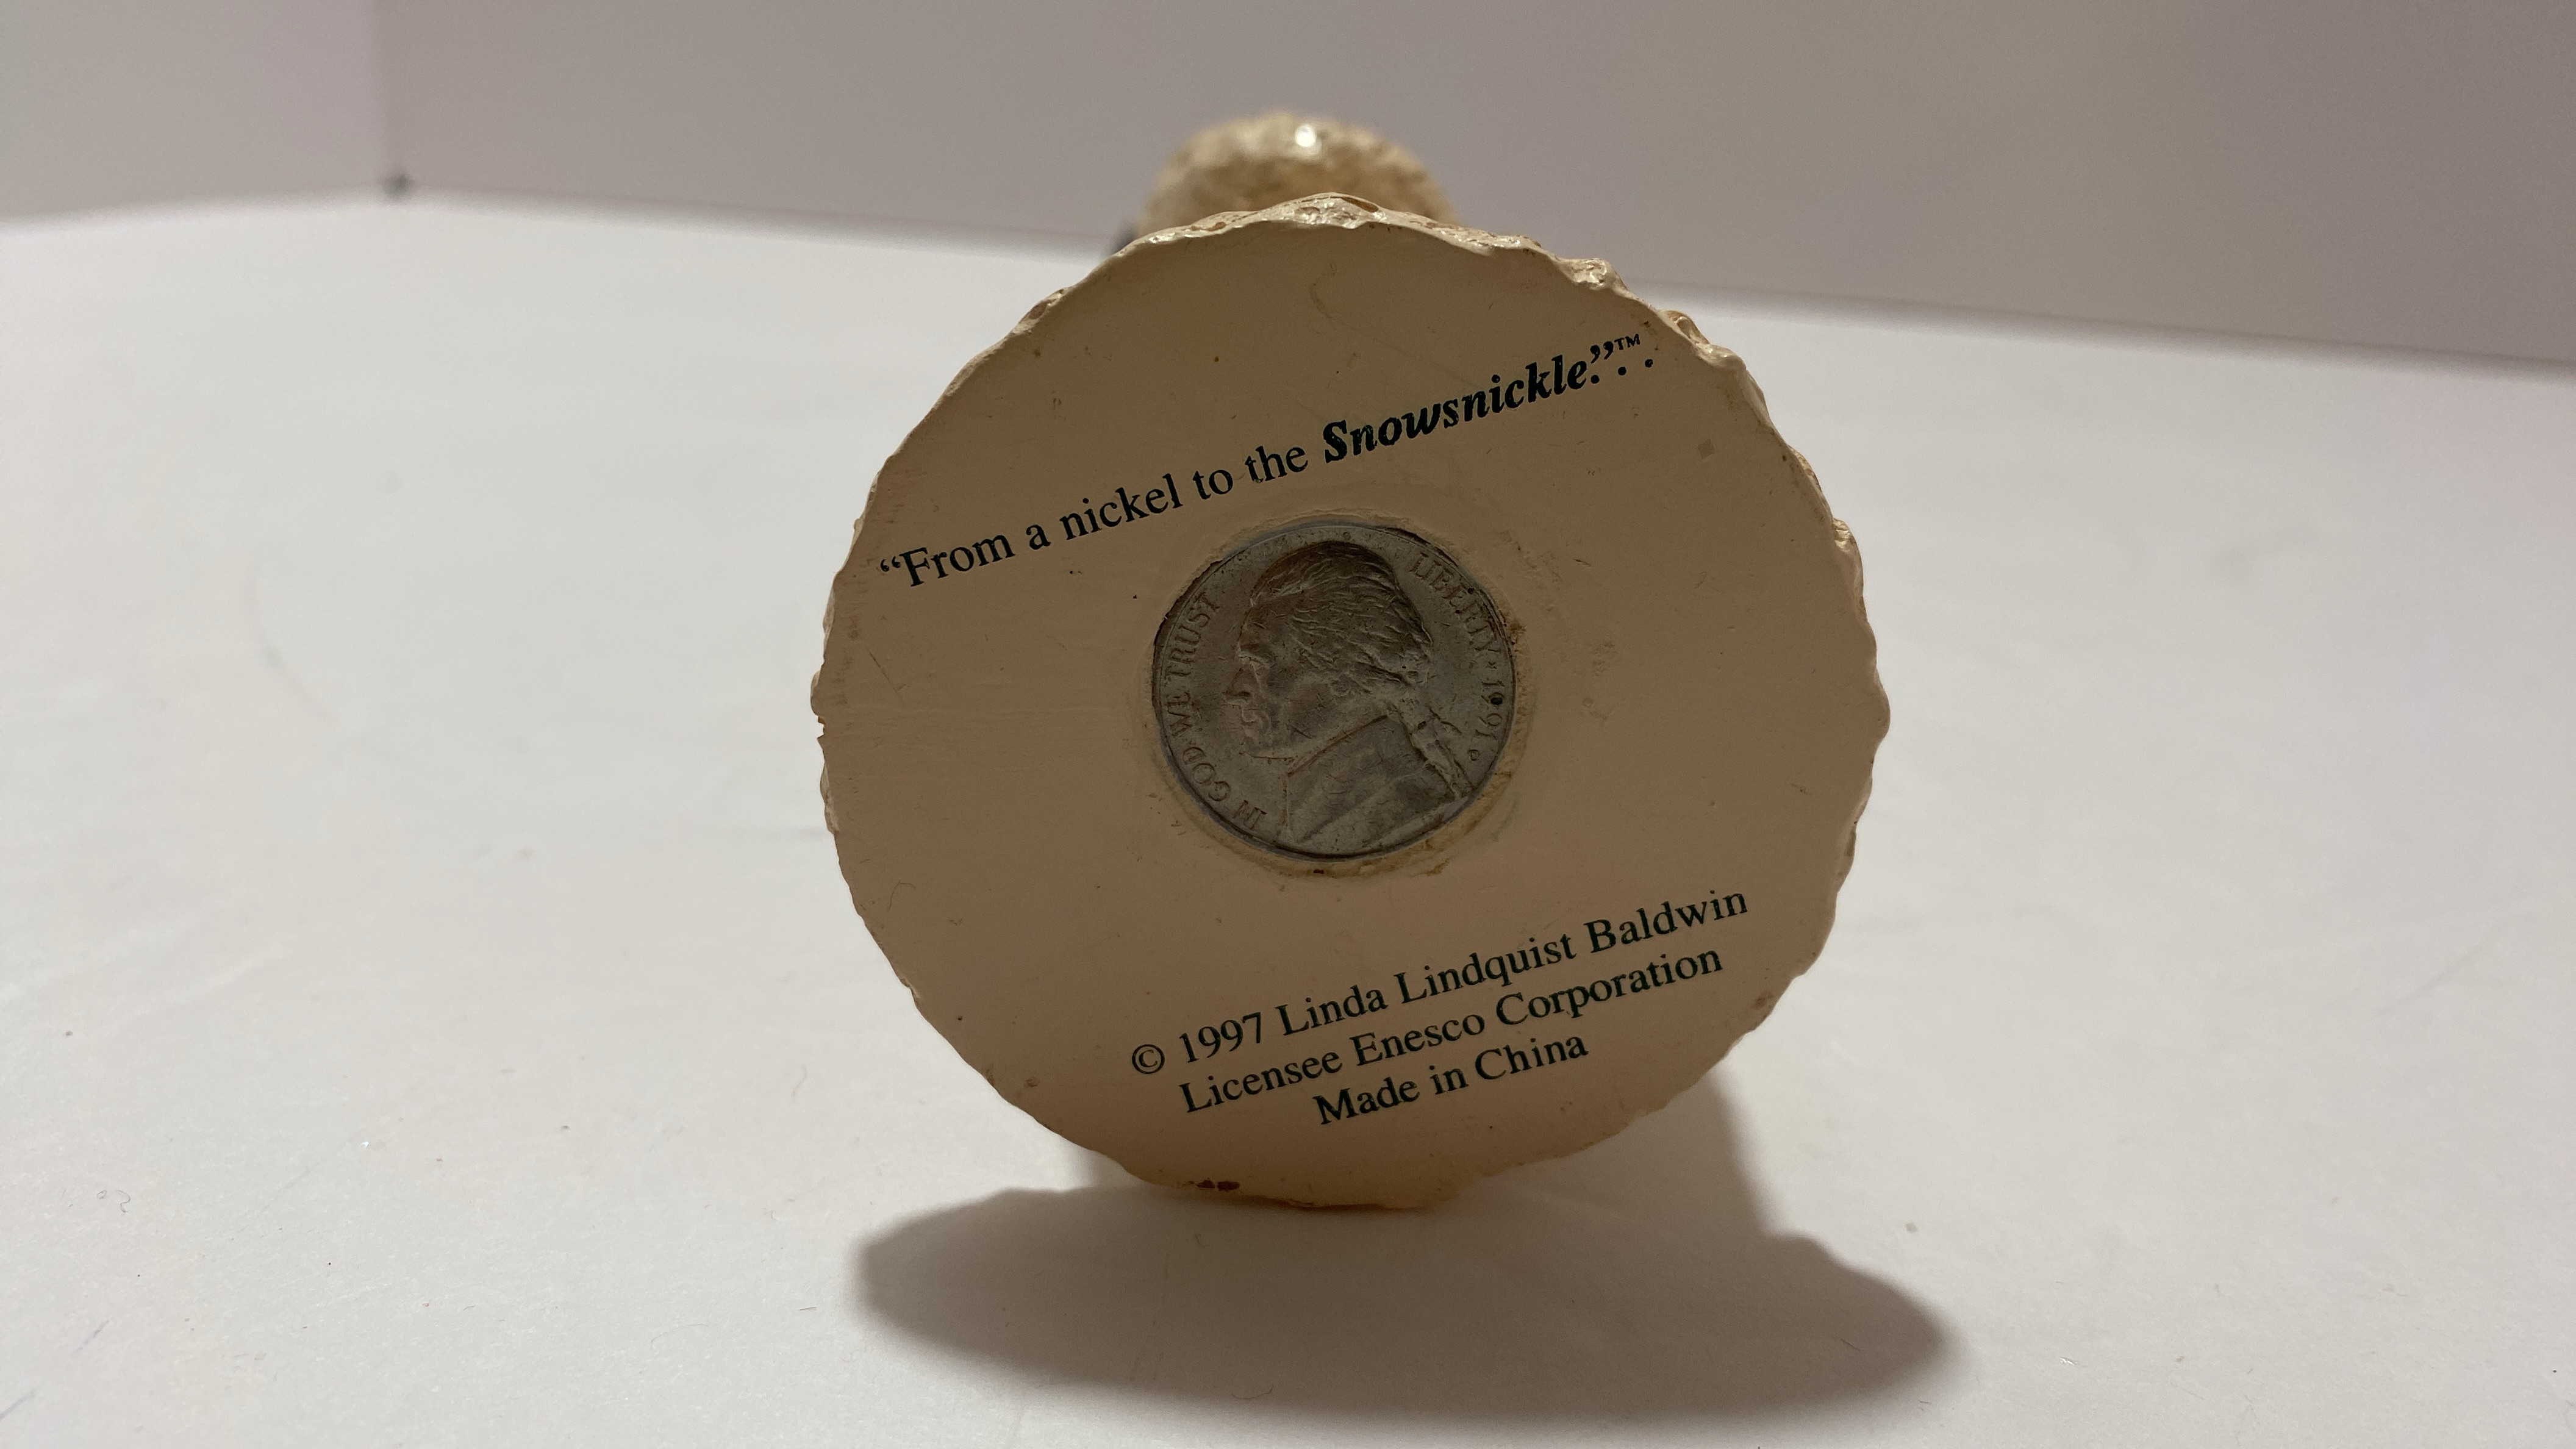 “From a nickel to the Snowsnickle.”™. .
IN GOD WE TRUST
LIBERTY * 1991 P
© 1997 Linda Lindquist Baldwin
Licensee Enesco Corporation
Made in China